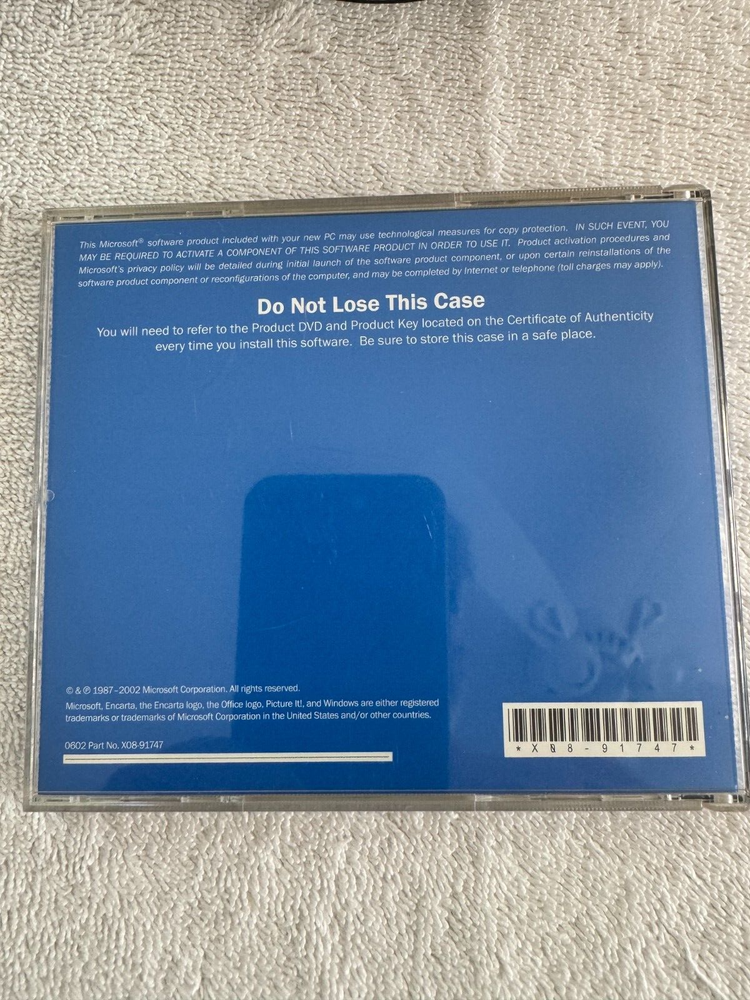 This Microsoft® software product included with your new PC may use technological measures for copy protection. IN SUCH EVENT, YOU
MAY BE REQUIRED TO ACTIVATE A COMPONENT OF THIS SOFTWARE PRODUCT IN ORDER TO USE IT. Product activation procedures and
Microsoft's privacy policy will be detailed during initial launch of the software product component, or upon certain reinstallations of the
software product component or reconfigurations of the computer, and may be completed by Internet or telephone (toll charges may apply).
Do Not Lose This Case
You will need to refer to the Product DVD and Product Key located on the Certificate of Authenticity
every time you install this software. Be sure to store this case in a safe place.
© & ℗ 1987–2002 Microsoft Corporation. All rights reserved.
Microsoft, Encarta, the Encarta logo, the Office logo, Picture It!, and Windows are either registered
trademarks or trademarks of Microsoft Corporation in the United States and/or other countries.
0602 Part No. X08-91747
*X08-91747*